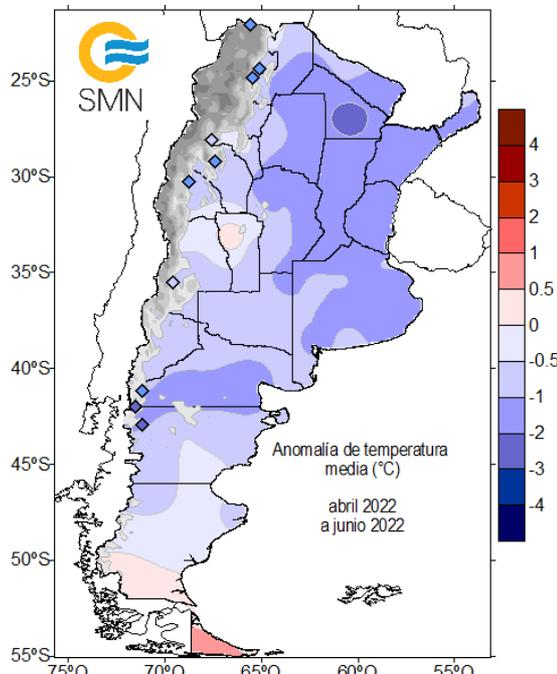 SMN
25°S
30°S
35°S
40°S
45°S
50°S
55°S
4
3
2
1
0.5
0
-0.5
-1
-2
-3
-4
Anomalía de temperatura
media (°C)
abril 2022
a junio 2022
75°O
70°O
65°O
60°O
55°O